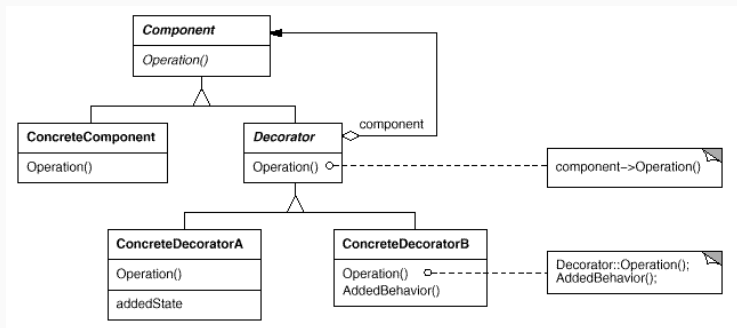 Component
Operation()
component
ConcreteComponent
Operation()
Decorator
Operation()
component->Operation()
ConcreteDecoratorA
Operation()
addedState
ConcreteDecoratorB
Operation()
AddedBehavior()
Decorator::Operation();
AddedBehavior();